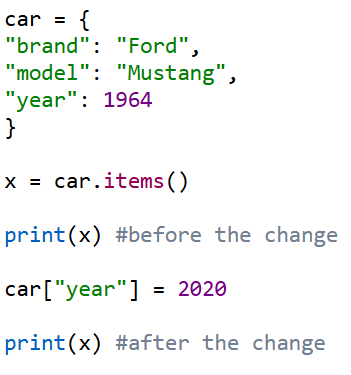 car = {
"brand": "Ford",
"model": "Mustang",
"year": 1964
}
x = car.items()
print(x) #before the change
car["year"] = 2020
print(x) #after the change